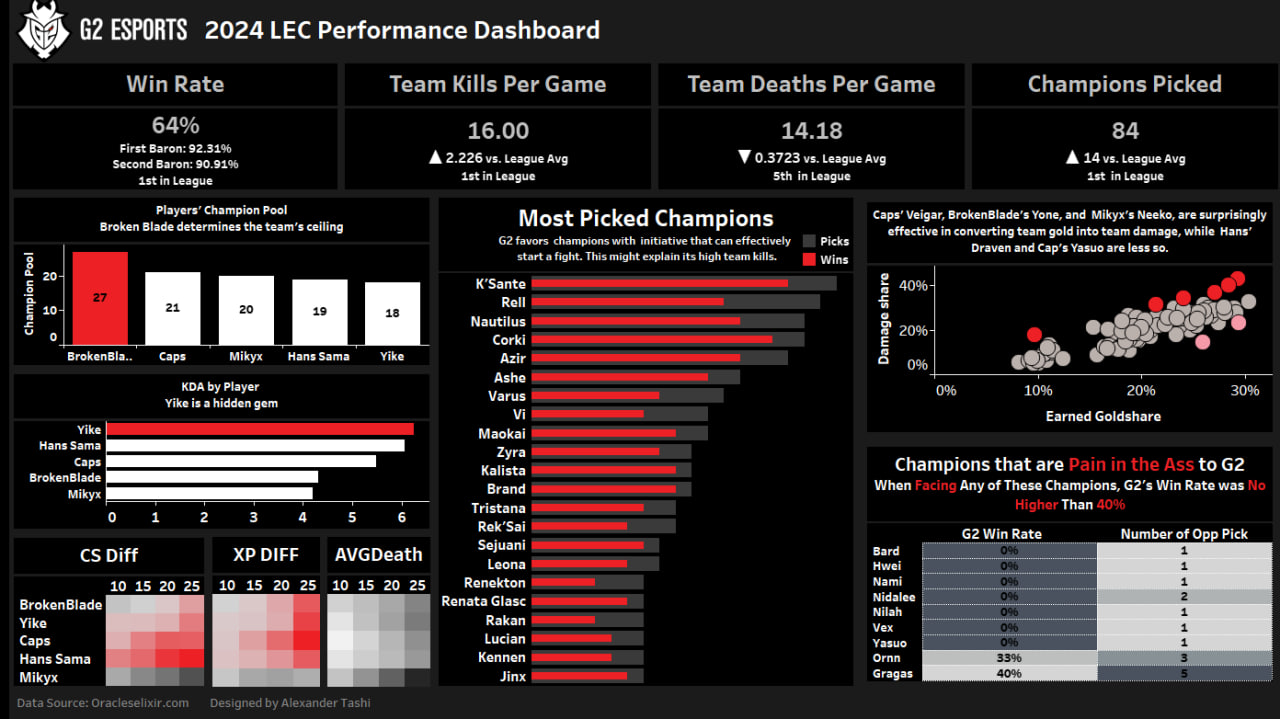 G2 ESPORTS 2024 LEC Performance Dashboard
Win Rate
64%
First Baron: 92.31%
Second Baron: 90.91%
1st in League
Team Kills Per Game
16.00
▲ 2.226 vs. League Avg
1st in League
Team Deaths Per Game
14.18
▼ 0.3723 vs. League Avg
5th in League
Champions Picked
84
▲ 14 vs. League Avg
1st in League
Players' Champion Pool
Broken Blade determines the team's ceiling
Champion Pool
20
10
0
27
21
20
19
18
BrokenBla..
Caps
Mikyx
Hans Sama
Yike
KDA by Player
Yike is a hidden gem
Yike
Hans Sama
Caps
BrokenBlade
Mikyx
0 1 2 3 4 5 6
CS Diff
10 15 20 25
BrokenBlade
Yike
Caps
Hans Sama
Mikyx
XP DIFF
10 15 20 25
AVGDeath
10 15 20 25
Most Picked Champions
G2 favors champions with initiative that can effectively
start a fight. This might explain its high team kills.
Picks
Wins
K'Sante
Rell
Nautilus
Corki
Azir
Ashe
Varus
Vi
Maokai
Zyra
Kalista
Brand
Tristana
Rek'Sai
Sejuani
Leona
Renekton
Renata Glasc
Rakan
Lucian
Kennen
Jinx
Caps' Veigar, BrokenBlade's Yone, and Mikyx's Neeko, are surprisingly
effective in converting team gold into team damage, while Hans'
Draven and Cap's Yasuo are less so.
Damage share
40%
20%
0%
0% 10% 20% 30%
Earned Goldshare
Champions that are Pain in the Ass to G2
When Facing Any of These Champions, G2's Win Rate was No
Higher Than 40%
G2 Win Rate Number of Opp Pick
Bard 0% 1
Hwei 0% 1
Nami 0% 1
Nidalee 0% 2
Nilah 0% 1
Vex 0% 1
Yasuo 0% 1
Ornn 33% 3
Gragas 40% 5
Data Source: Oracleselixir.com Designed by Alexander Tashi